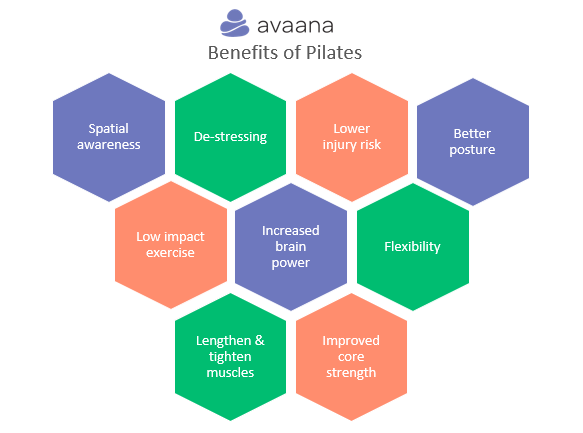 avaana
Benefits of Pilates
Spatial
awareness
De-stressing
Lower
injury risk
Better
posture
Low impact
exercise
Increased
brain
power
Flexibility
Lengthen &
tighten
muscles
Improved
core
strength